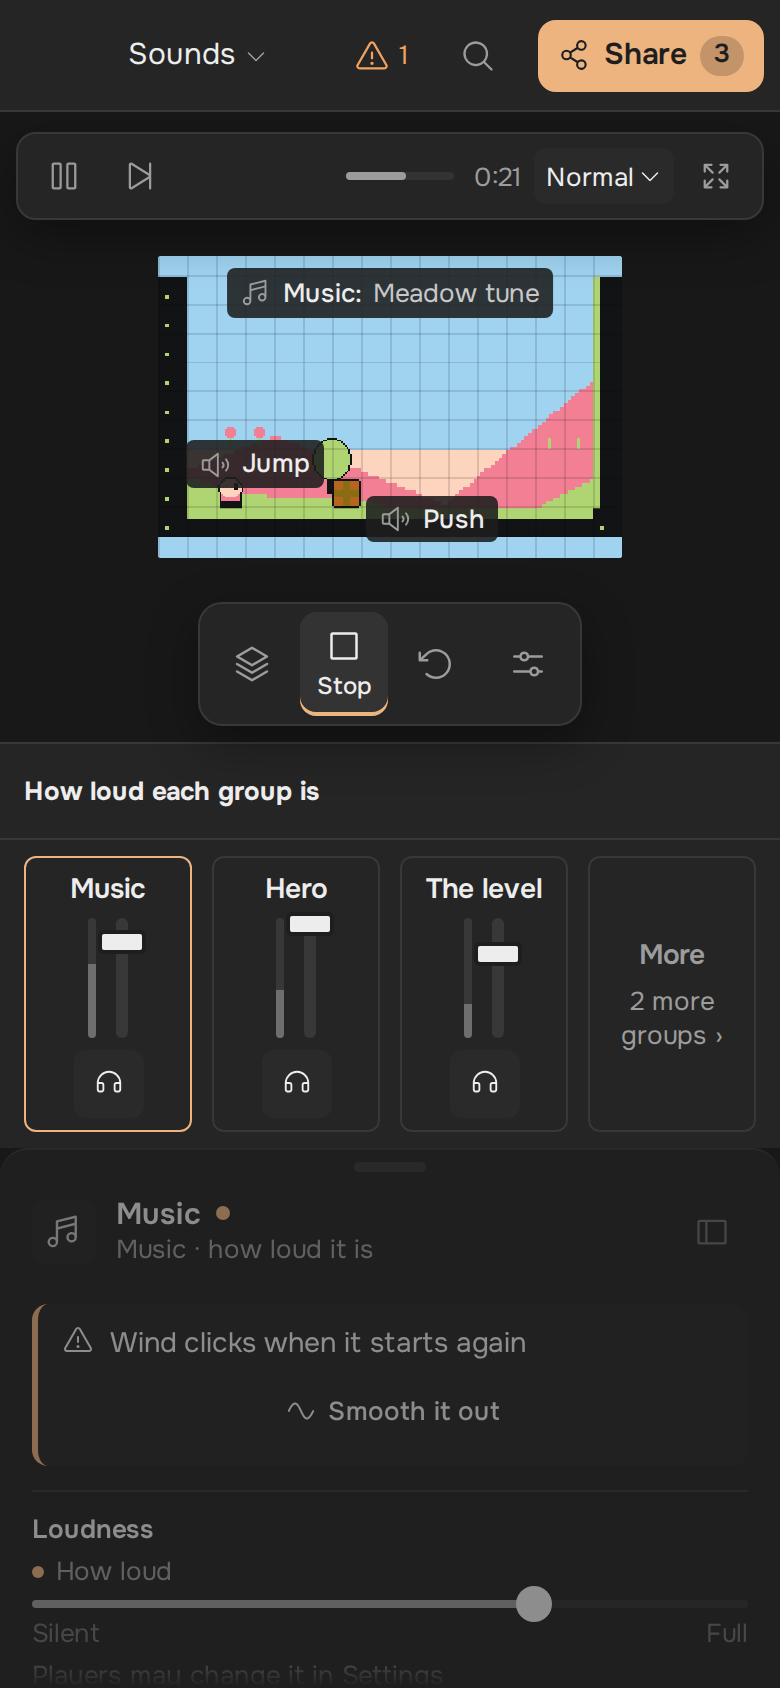 Sounds
1
Share 3
0:21
Normal
Music: Meadow tune
Jump
Push
Stop
How loud each group is
Music
Hero
The level
More
2 more
groups ›
Music
Music · how loud it is
Wind clicks when it starts again
Smooth it out
Loudness
How loud
Silent
Full
Players may change it in Settings